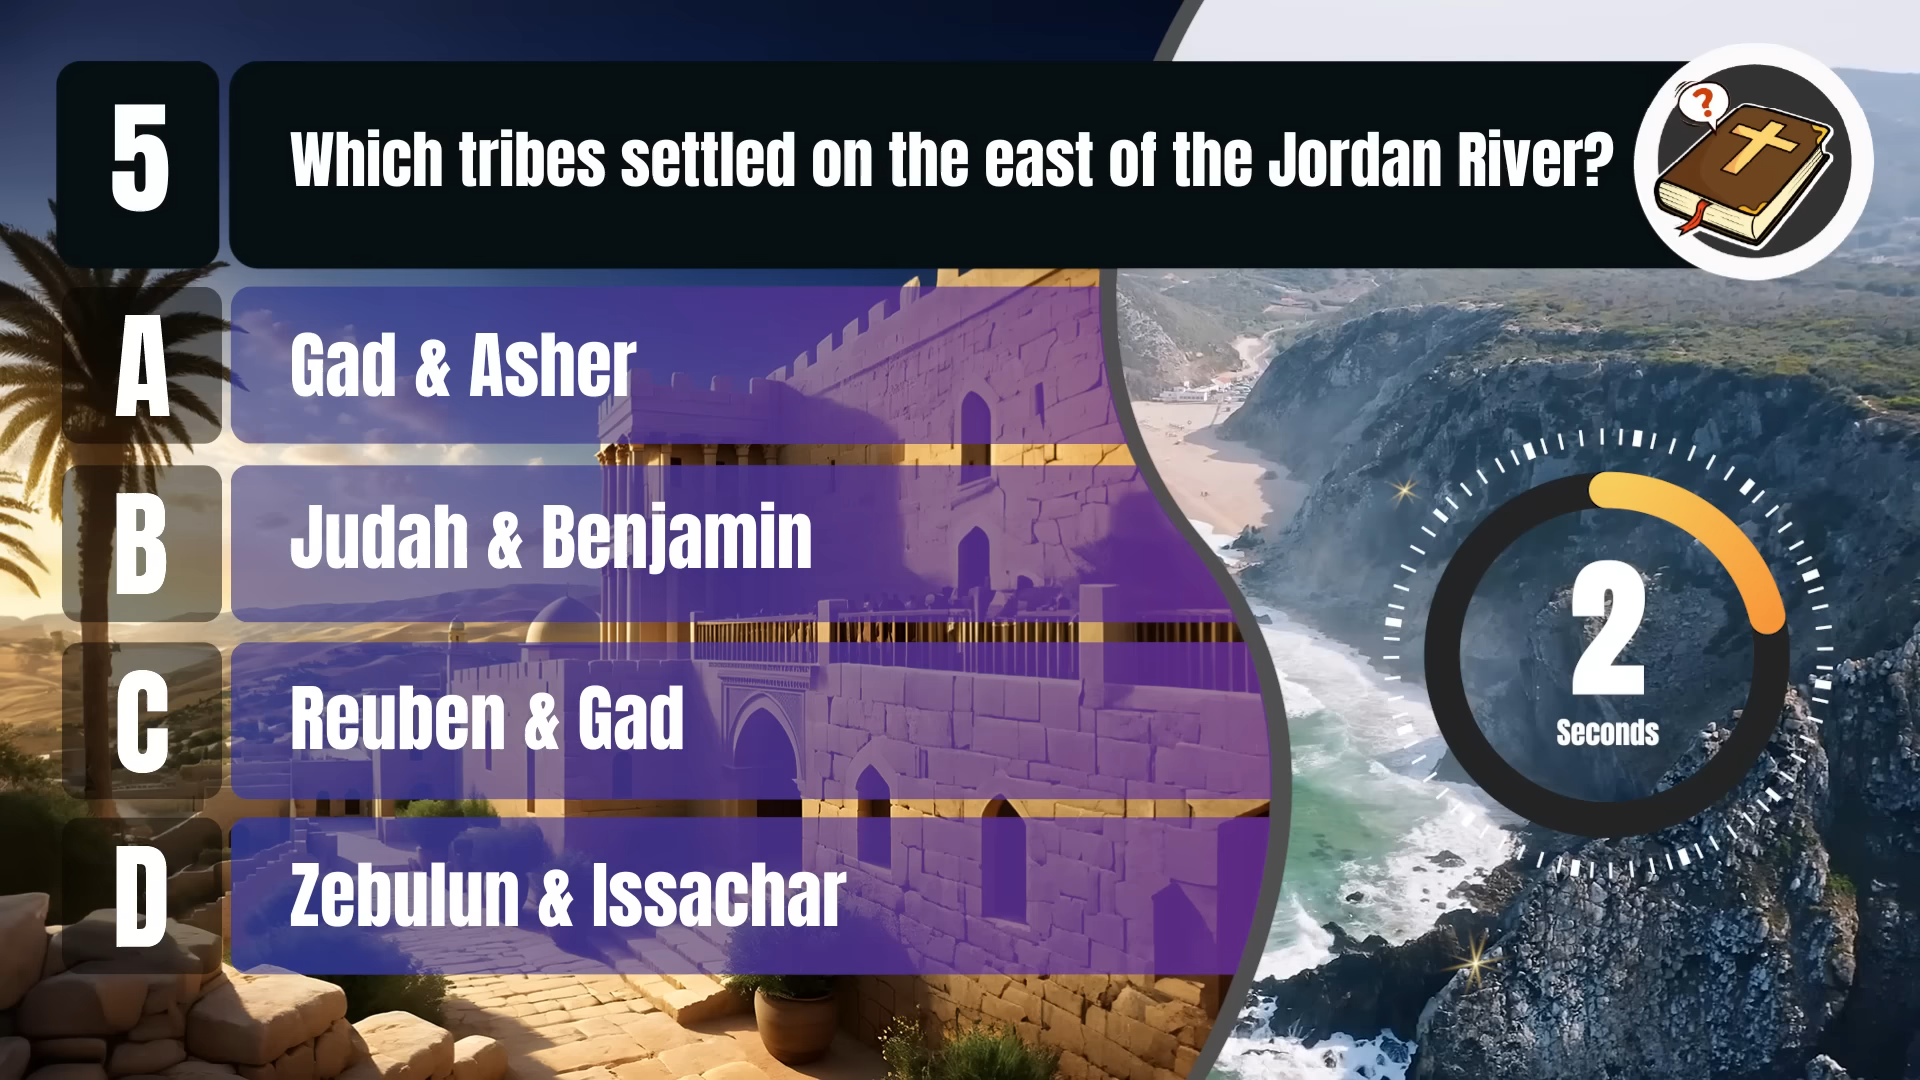 5
Which tribes settled on the east of the Jordan River?
?
A
Gad & Asher
B
Judah & Benjamin
C
Reuben & Gad
D
Zebulun & Issachar
2
Seconds